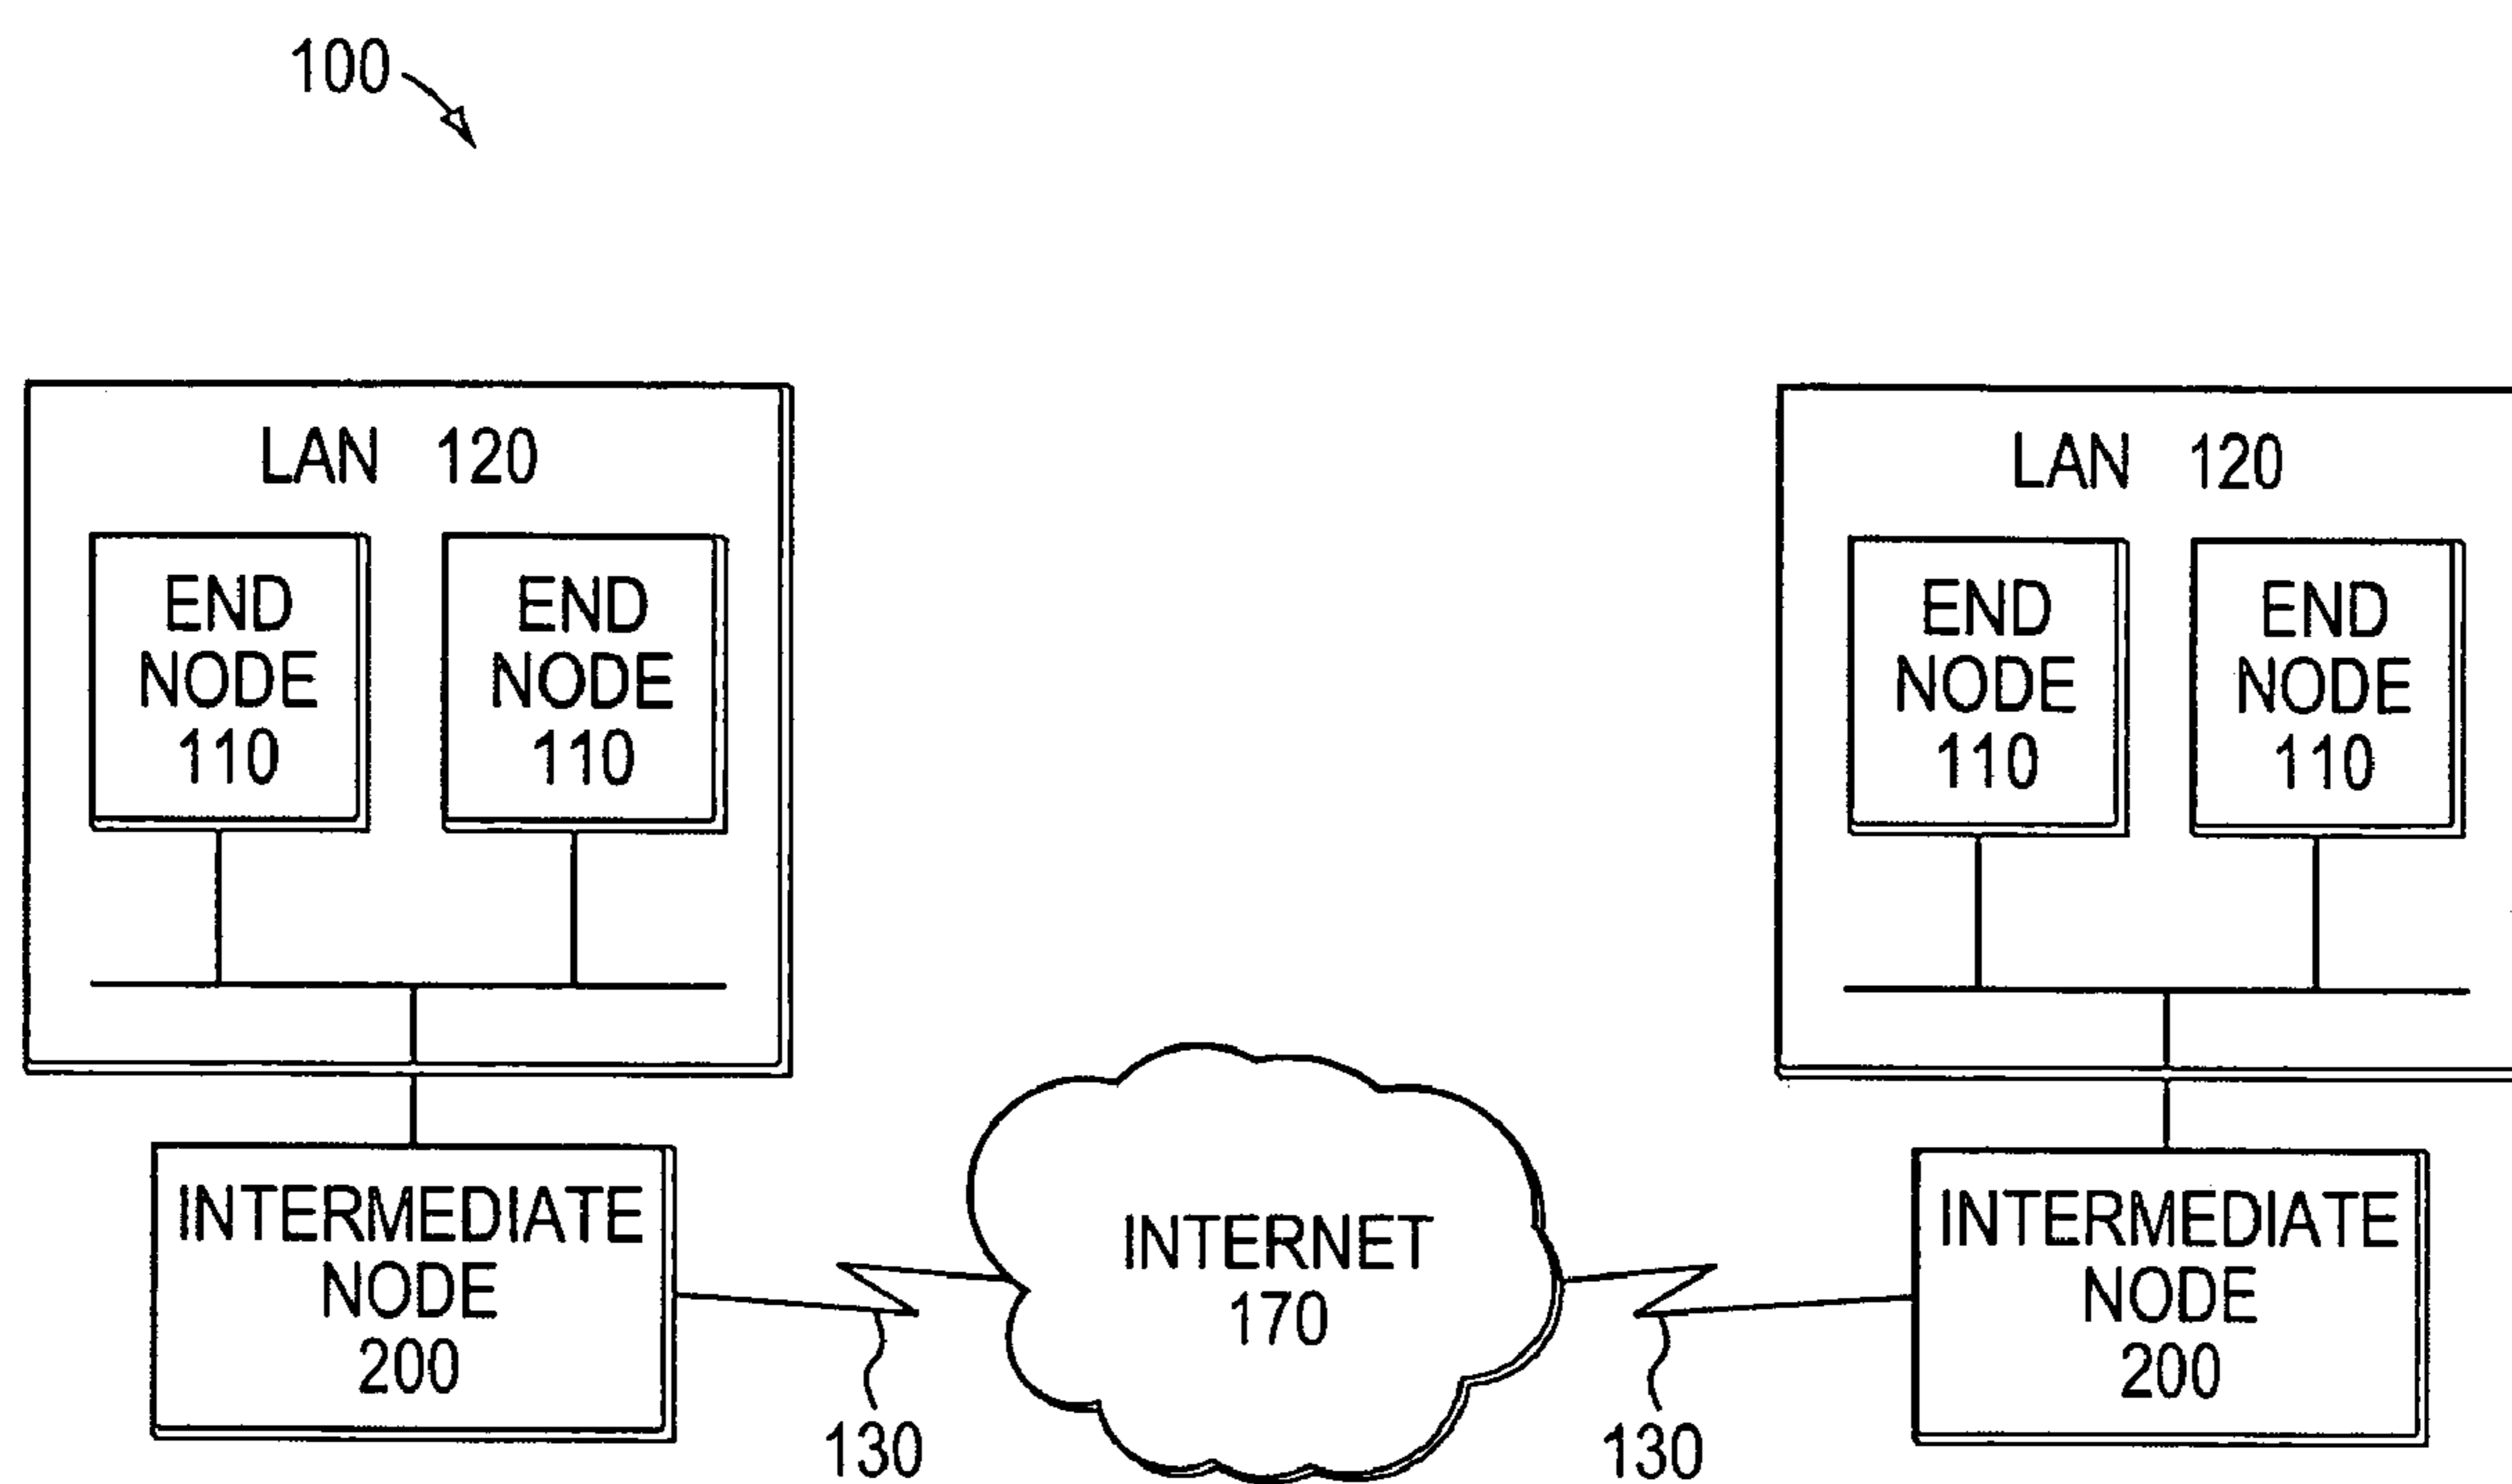 100
LAN 120
END
NODE
110
END
NODE
110
INTERMEDIATE
NODE
200
130
INTERNET
170
130
LAN 120
END
NODE
110
END
NODE
110
INTERMEDIATE
NODE
200